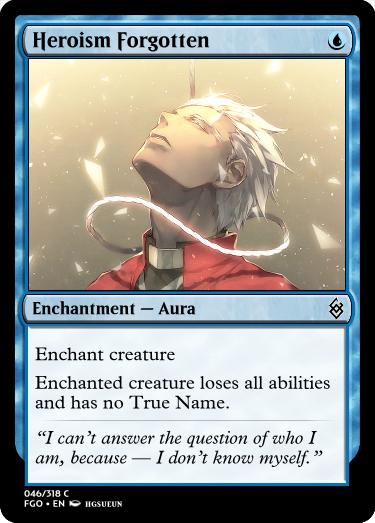 Heroism Forgotten
Enchantment — Aura
Enchant creature
Enchanted creature loses all abilities
and has no True Name.
“I can’t answer the question of who I
am, because — I don’t know myself.”
046/318 C
FGO • EN HGSUEUN